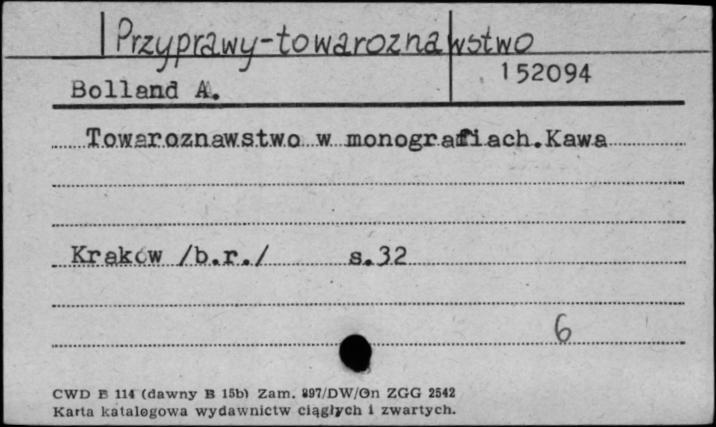 Przyprawy-towaroznawstwo
152094
Bolland A.
Towaroznawstwo w monografiach.Kawa
Kraków /b.r./ s.32
6
CWD B 114 (dawny B 15b) Zam. 897/DW/On ZGG 2542
Karta katalogowa wydawnictw ciągłych i zwartych.